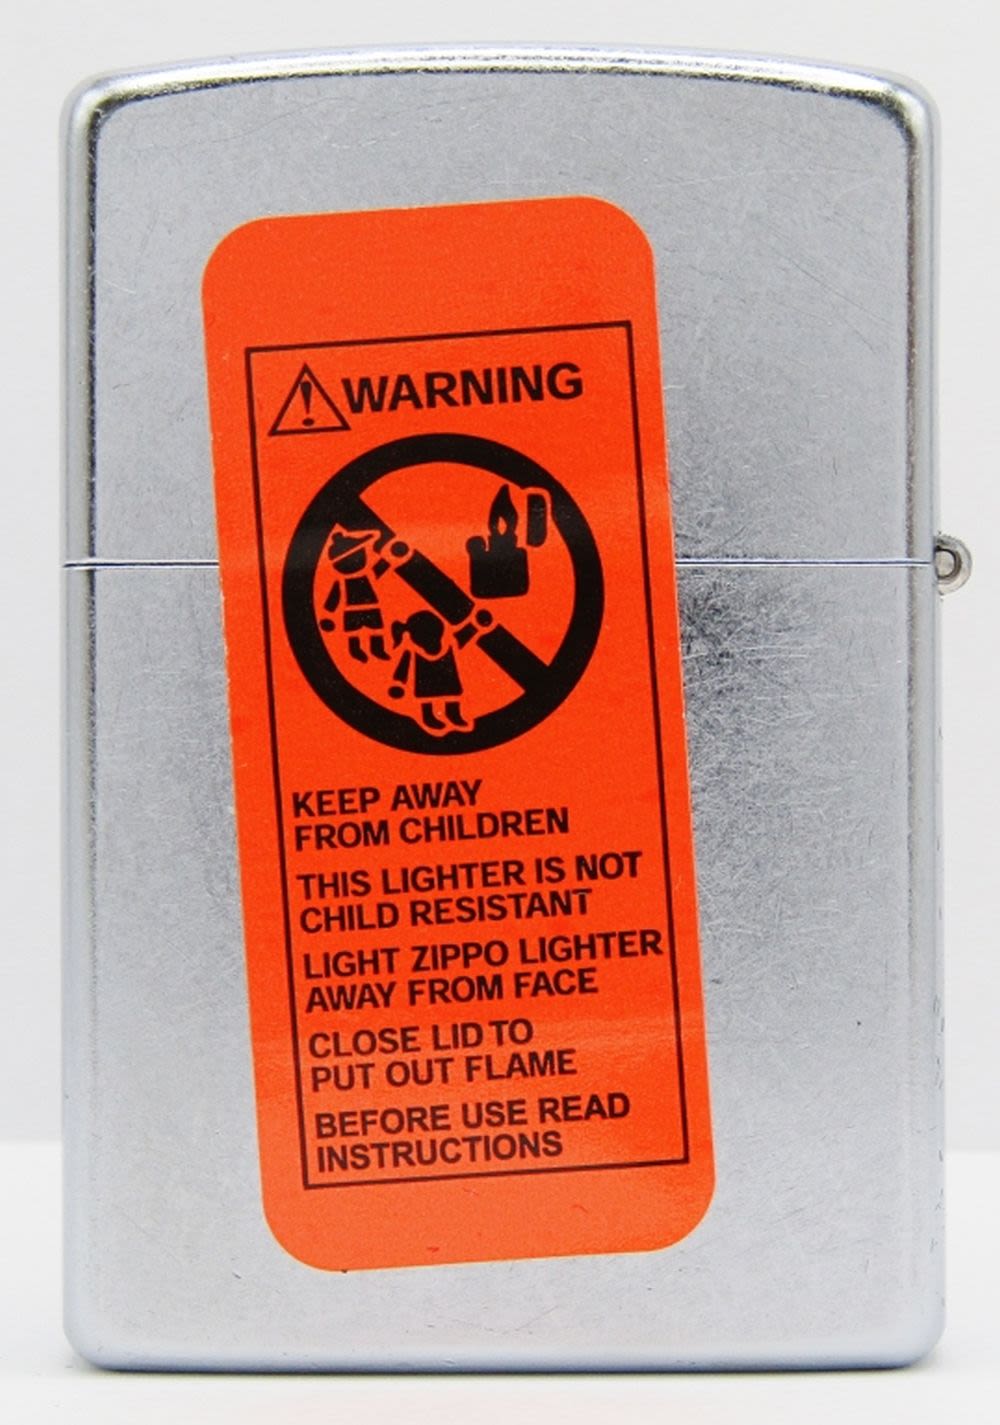 WARNING
KEEP AWAY
FROM CHILDREN
THIS LIGHTER IS NOT
CHILD RESISTANT
LIGHT ZIPPO LIGHTER
AWAY FROM FACE
CLOSE LID TO
PUT OUT FLAME
BEFORE USE READ
INSTRUCTIONS